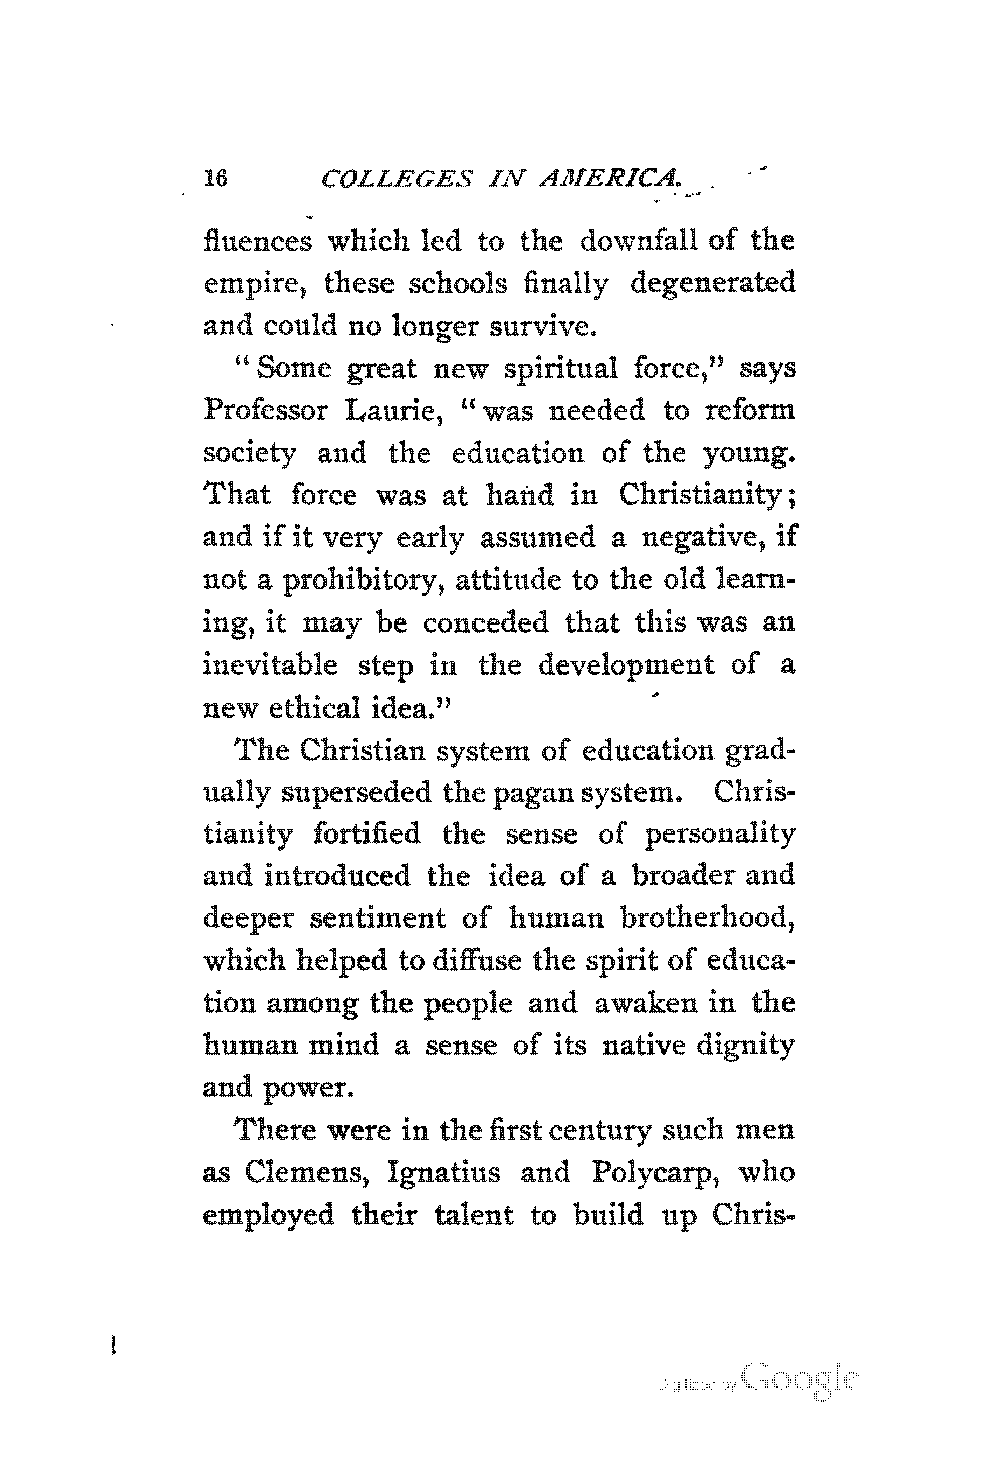 16 COLLEGES IN AMERICA.
fluences which led to the downfall of the
empire, these schools finally degenerated
and could no longer survive.
“ Some great new spiritual force,” says
Professor Laurie, “ was needed to reform
society and the education of the young.
That force was at hand in Christianity;
and if it very early assumed a negative, if
not a prohibitory, attitude to the old learn-
ing, it may be conceded that this was an
inevitable step in the development of a
new ethical idea.”
The Christian system of education grad-
ually superseded the pagan system. Chris-
tianity fortified the sense of personality
and introduced the idea of a broader and
deeper sentiment of human brotherhood,
which helped to diffuse the spirit of educa-
tion among the people and awaken in the
human mind a sense of its native dignity
and power.
There were in the first century such men
as Clemens, Ignatius and Polycarp, who
employed their talent to build up Chris-
Digitized by Google